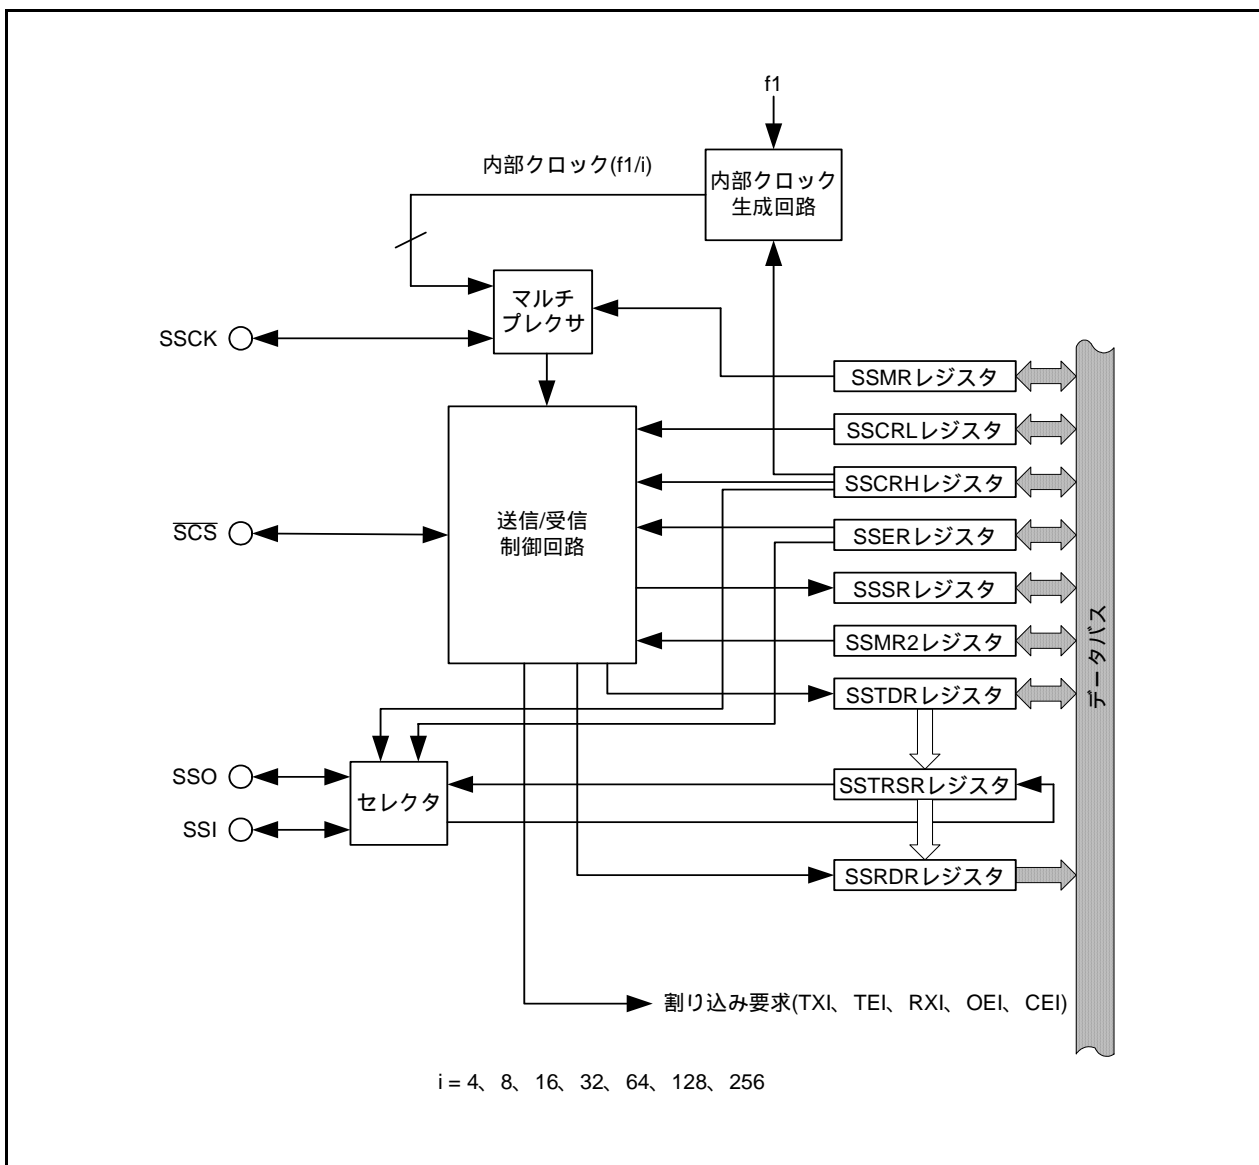 f1
内部クロック(f1/i)
内部クロック
生成回路
マルチ
プレクサ
SSCK
SSMRレジスタ
SSCRLレジスタ
SSCRHレジスタ
SCS
送信/受信
制御回路
SSERレジスタ
SSSRレジスタ
SSMR2レジスタ
データバス
SSTDRレジスタ
SSO
SSTRSRレジスタ
セレクタ
SSI
SSRDRレジスタ
割り込み要求(TXI、TEI、RXI、OEI、CEI)
i = 4、8、16、32、64、128、256